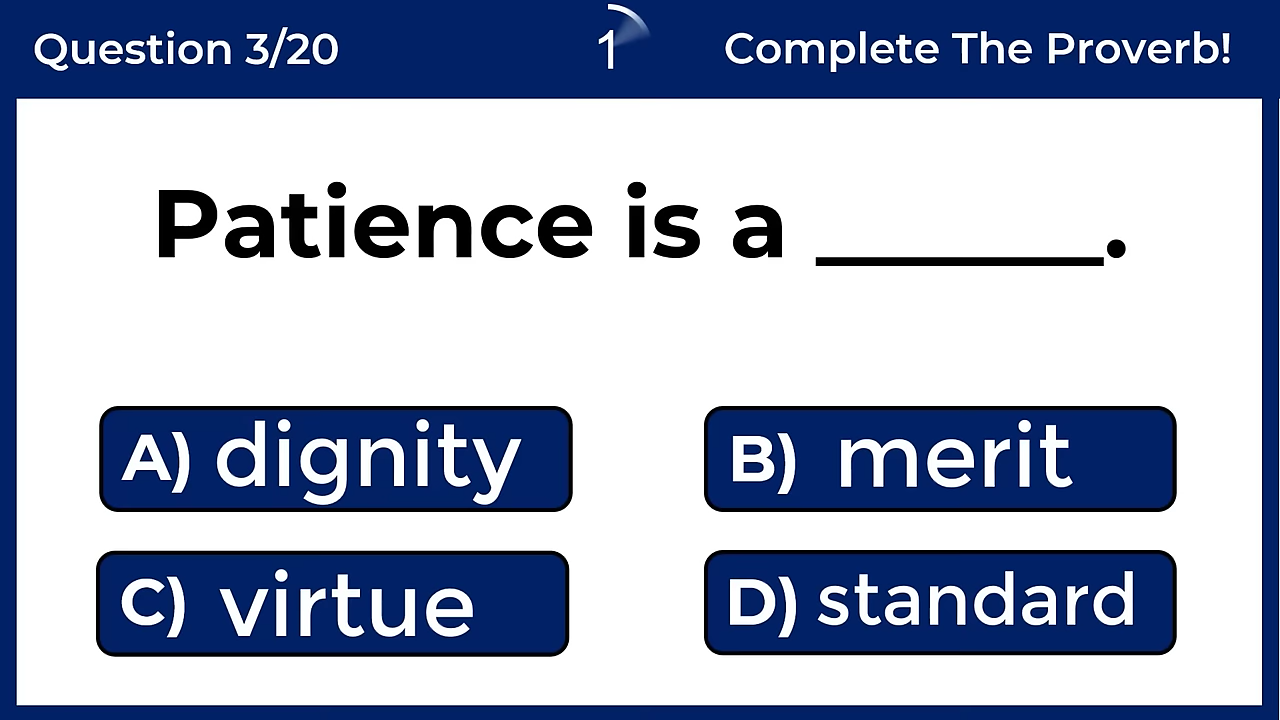 Question 3/20
1
Complete The Proverb!
Patience is a ______.
A) dignity
B) merit
C) virtue
D) standard